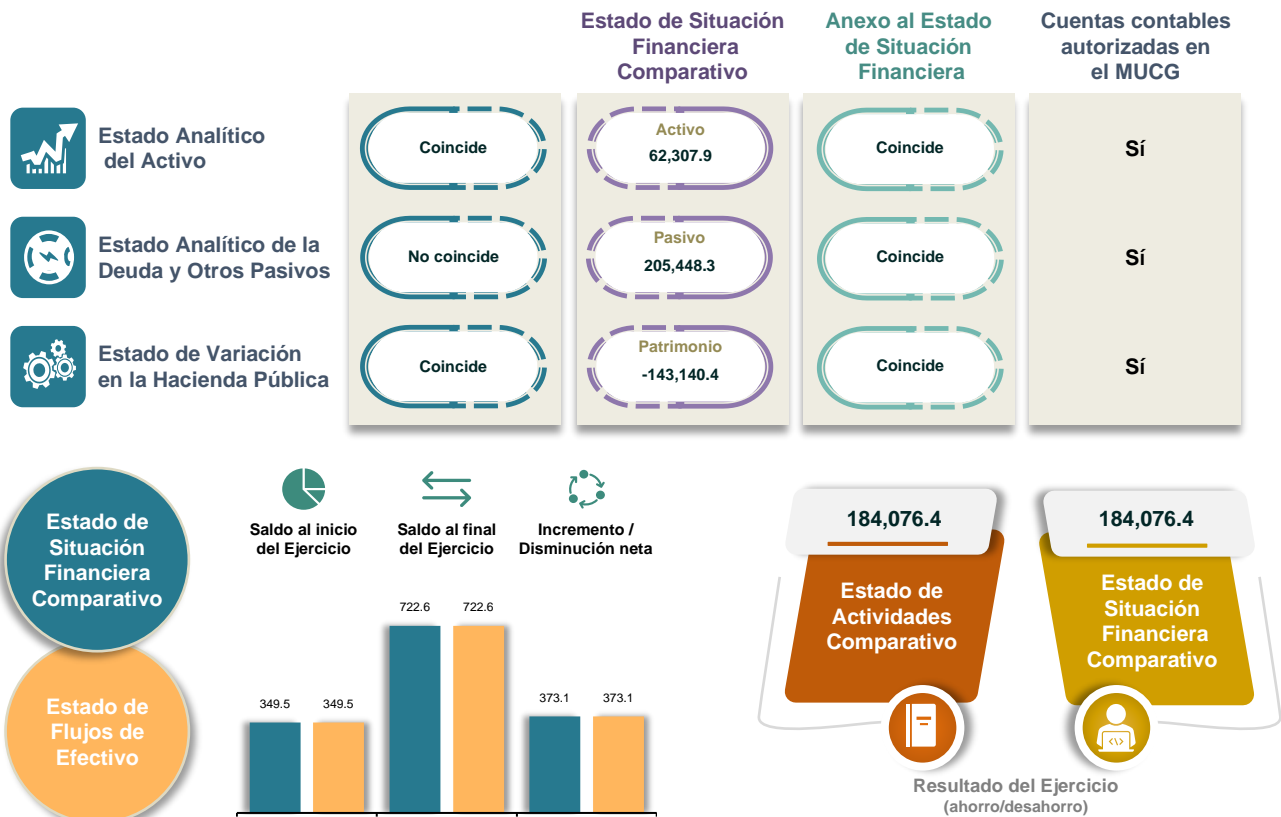 Estado de Situación
Financiera
Comparativo
Anexo al Estado
de Situación
Financiera
Cuentas contables
autorizadas en
el MUCG
Estado Analítico
del Activo
Coincide
Activo
62,307.9
Coincide
Sí
Estado Analítico de la
Deuda y Otros Pasivos
No coincide
Pasivo
205,448.3
Coincide
Sí
Estado de Variación
en la Hacienda Pública
Coincide
Patrimonio
-143,140.4
Coincide
Sí
Estado de
Situación
Financiera
Comparativo
Estado de
Flujos de
Efectivo
Saldo al inicio
del Ejercicio
Saldo al final
del Ejercicio
Incremento /
Disminución neta
349.5
349.5
722.6
722.6
373.1
373.1
184,076.4
Estado de
Actividades
Comparativo
184,076.4
Estado de
Situación
Financiera
Comparativo
Resultado del Ejercicio
(ahorro/desahorro)